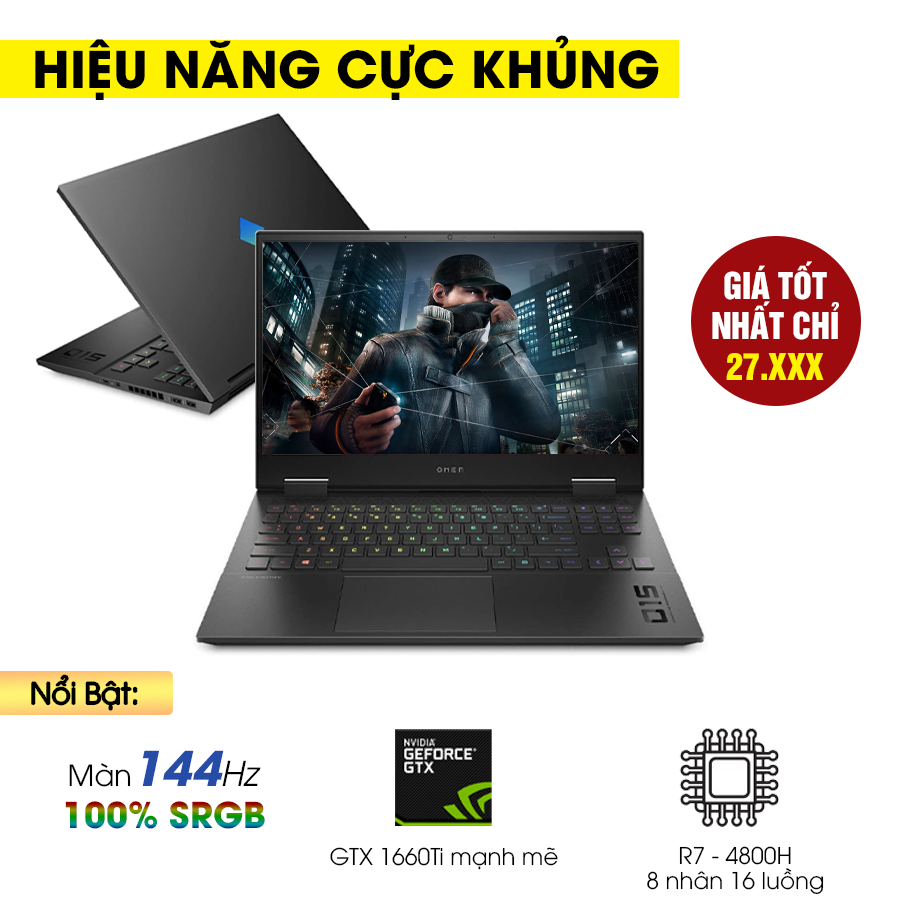 HIỆU NĂNG CỰC KHỦNG
GIÁ TỐT
NHẤT CHỈ
27.XXX
OMEN
Nổi Bật:
Màn 144Hz
100% SRGB
NVIDIA
GEFORCE
GTX
GTX 1660Ti mạnh mẽ
R7 - 4800H
8 nhân 16 luồng